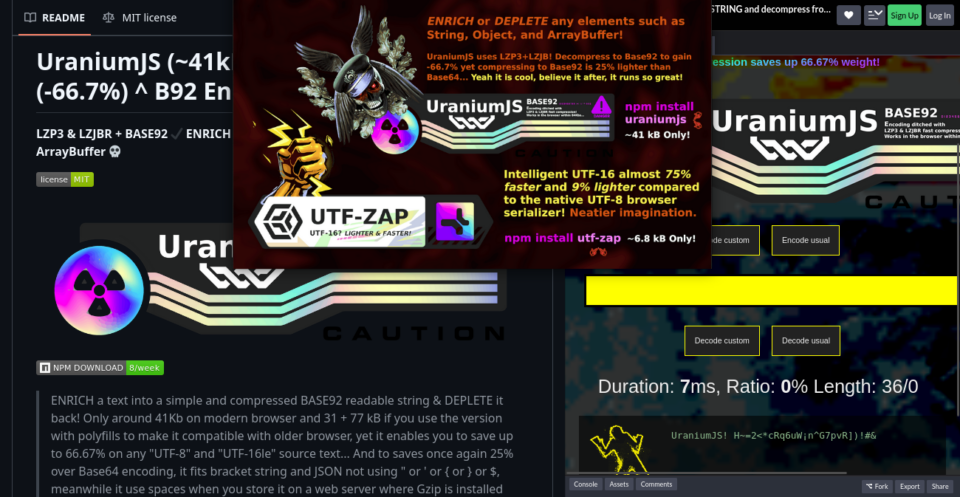 README
MIT license
UraniumJS (~41k
(-66.7%) ^ B92 En
LZP3 & LZJBR + BASE92 ✔ ENRICH
ArrayBuffer 💀
license MIT
Uran
CAUTION
NPM DOWNLOAD 8/week
ENRICH a text into a simple and compressed BASE92 readable string & DEPLETE it
back! Only around 41Kb on modern browser and 31 + 77 kB if you use the version
with polyfills to make it compatible with older browser, yet it enables you to save up
to 66.67% on any "UTF-8" and "UTF-16le" source text... And to saves once again 25%
over Base64 encoding, it fits bracket string and JSON not using " or ' or { or } or $,
meanwhile it use spaces when you store it on a web server where Gzip is installed
ENRICH or DEPLETE any elements such as
String, Object, and ArrayBuffer!
UraniumJS uses LZP3+LZJB! Decompress to Base92 to gain
-66.7% yet compressing to Base92 is 25% lighter than
Base64... Yeah it is cool, believe it after, it runs so great!
UraniumJS
BASE92
npm install
uraniumjs
~41 kB Only!
Intelligent UTF-16 almost 75%
faster and 9% lighter compared
to the native UTF-8 browser
serializer! Neatier imagination.
UTF-ZAP
UTF-16? LIGHTER & FASTER!
npm install utf-zap ~6.8 kB Only!
STRING and decompress fro...
Sign Up
Log In
ession saves up 66.67% weight!
UraniumJS
BASE92
Encoding ditched with
LZP3 & LZJBR fast compres
Works in the browser within
CAUT
de custom
Encode usual
Decode custom
Decode usual
Duration: 7ms, Ratio: 0% Length: 36/0
UraniumJS! H~=2<*cRq6uW¡n^G7pvR])!#&
Console
Assets
Comments
Fork
Export
Share